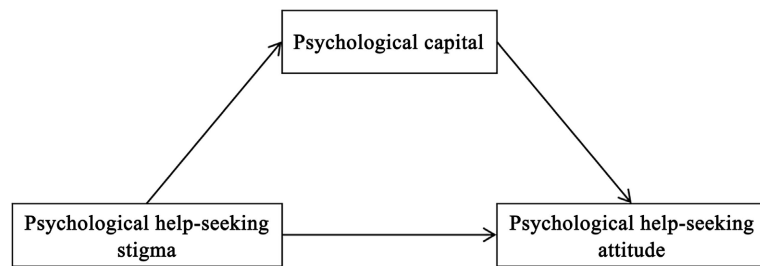 Psychological capital
Psychological help-seeking
stigma
Psychological help-seeking
attitude